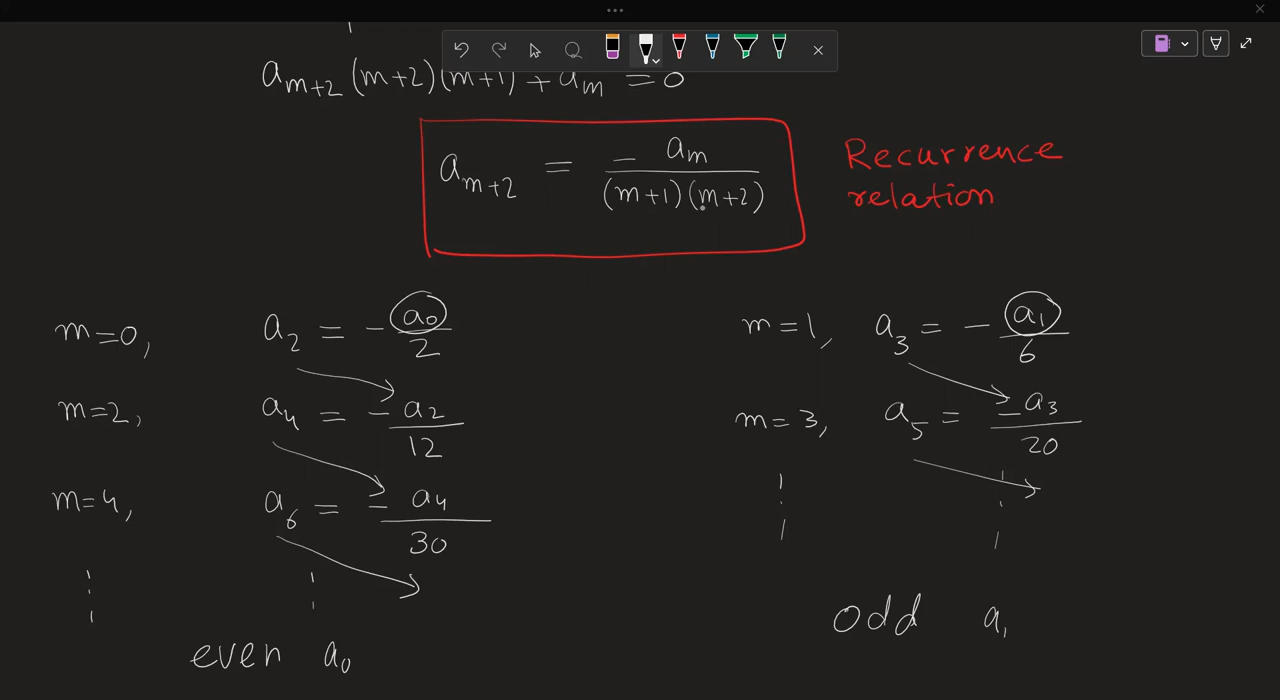 a_{m+2} (m+2)(m+1) + a_m = 0
a_{m+2} = - a_m / (m+1)(m+2)
Recurrence
relation
m=0, a_2 = - a_0 / 2
m=2, a_4 = - a_2 / 12
m=4, a_6 = - a_4 / 30
even a_0
m=1, a_3 = - a_1 / 6
m=3, a_5 = - a_3 / 20
odd a_1